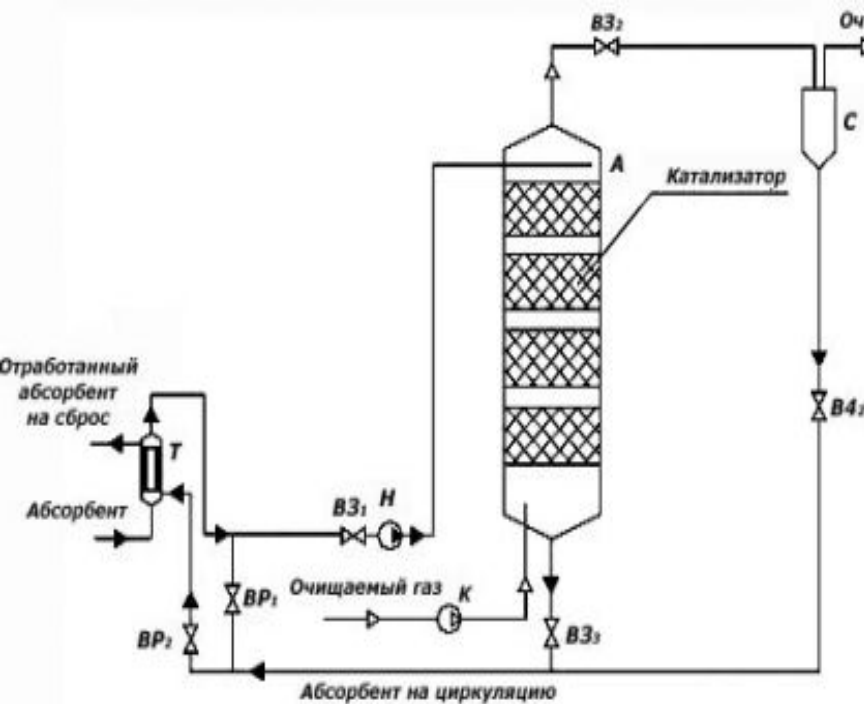 ВЗ₂
Оч
С
А
Катализатор
Отработанный
абсорбент
на сброс
Т
В4₂
Абсорбент
ВЗ₁
Н
Очищаемый газ
К
ВР₁
ВР₂
ВЗ₃
Абсорбент на циркуляцию